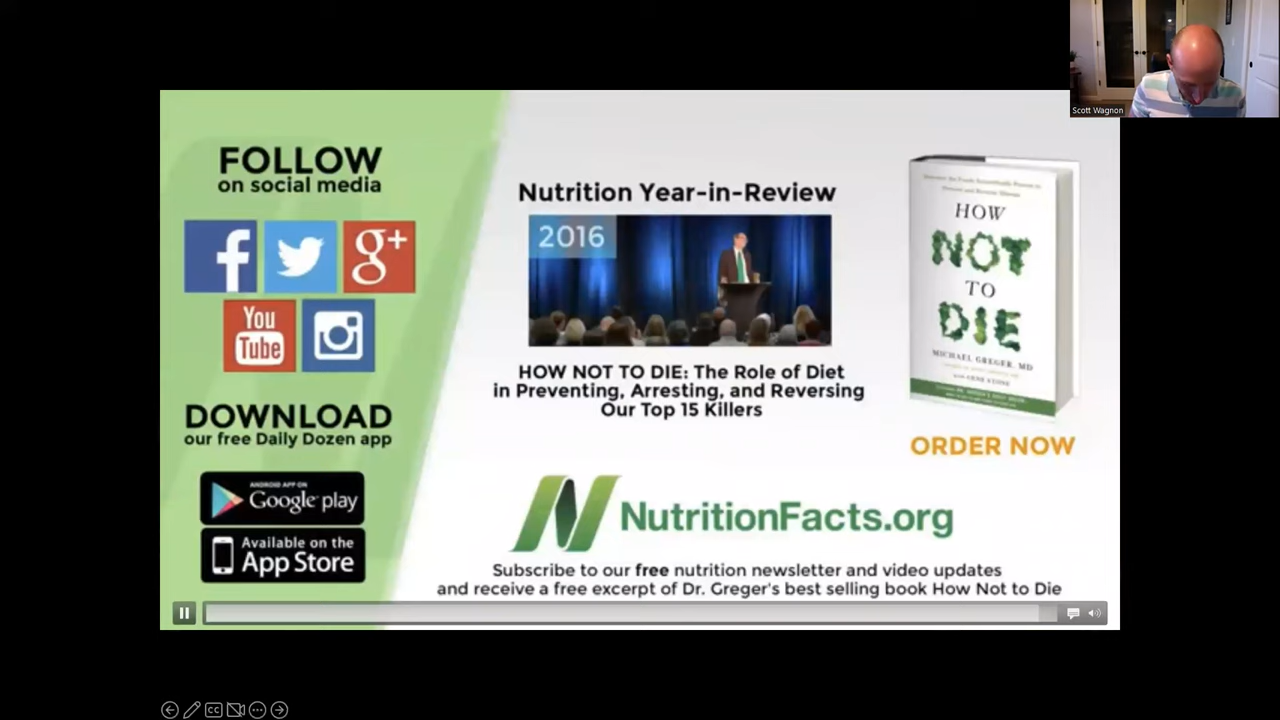 Scott Wagnon
FOLLOW
on social media
f
g+
You
Tube
DOWNLOAD
our free Daily Dozen app
ANDROID APP ON
Google play
Available on the
App Store
Nutrition Year-in-Review
2016
HOW NOT TO DIE: The Role of Diet
in Preventing, Arresting, and Reversing
Our Top 15 Killers
HOW
NOT
TO
DIE
MICHAEL GREGER, MD
ORDER NOW
NutritionFacts.org
Subscribe to our free nutrition newsletter and video updates
and receive a free excerpt of Dr. Greger's best selling book How Not to Die
CC